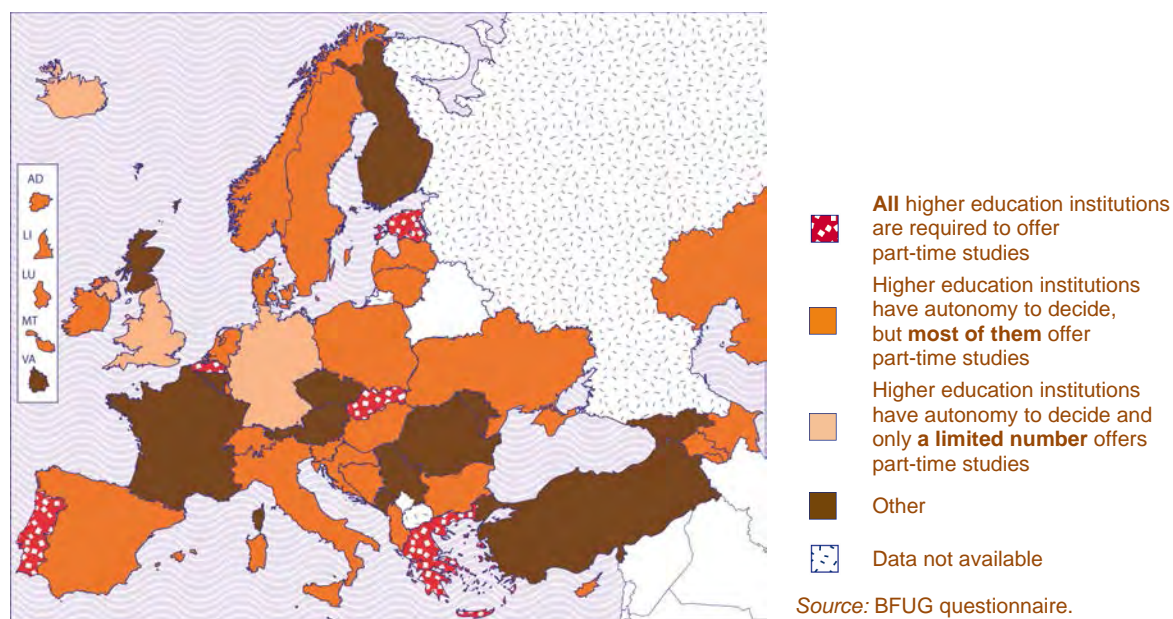 AD
LI
LU
MT
VA
All higher education institutions
are required to offer
part-time studies
Higher education institutions
have autonomy to decide,
but most of them offer
part-time studies
Higher education institutions
have autonomy to decide and
only a limited number offers
part-time studies
Other
Data not available
Source: BFUG questionnaire.